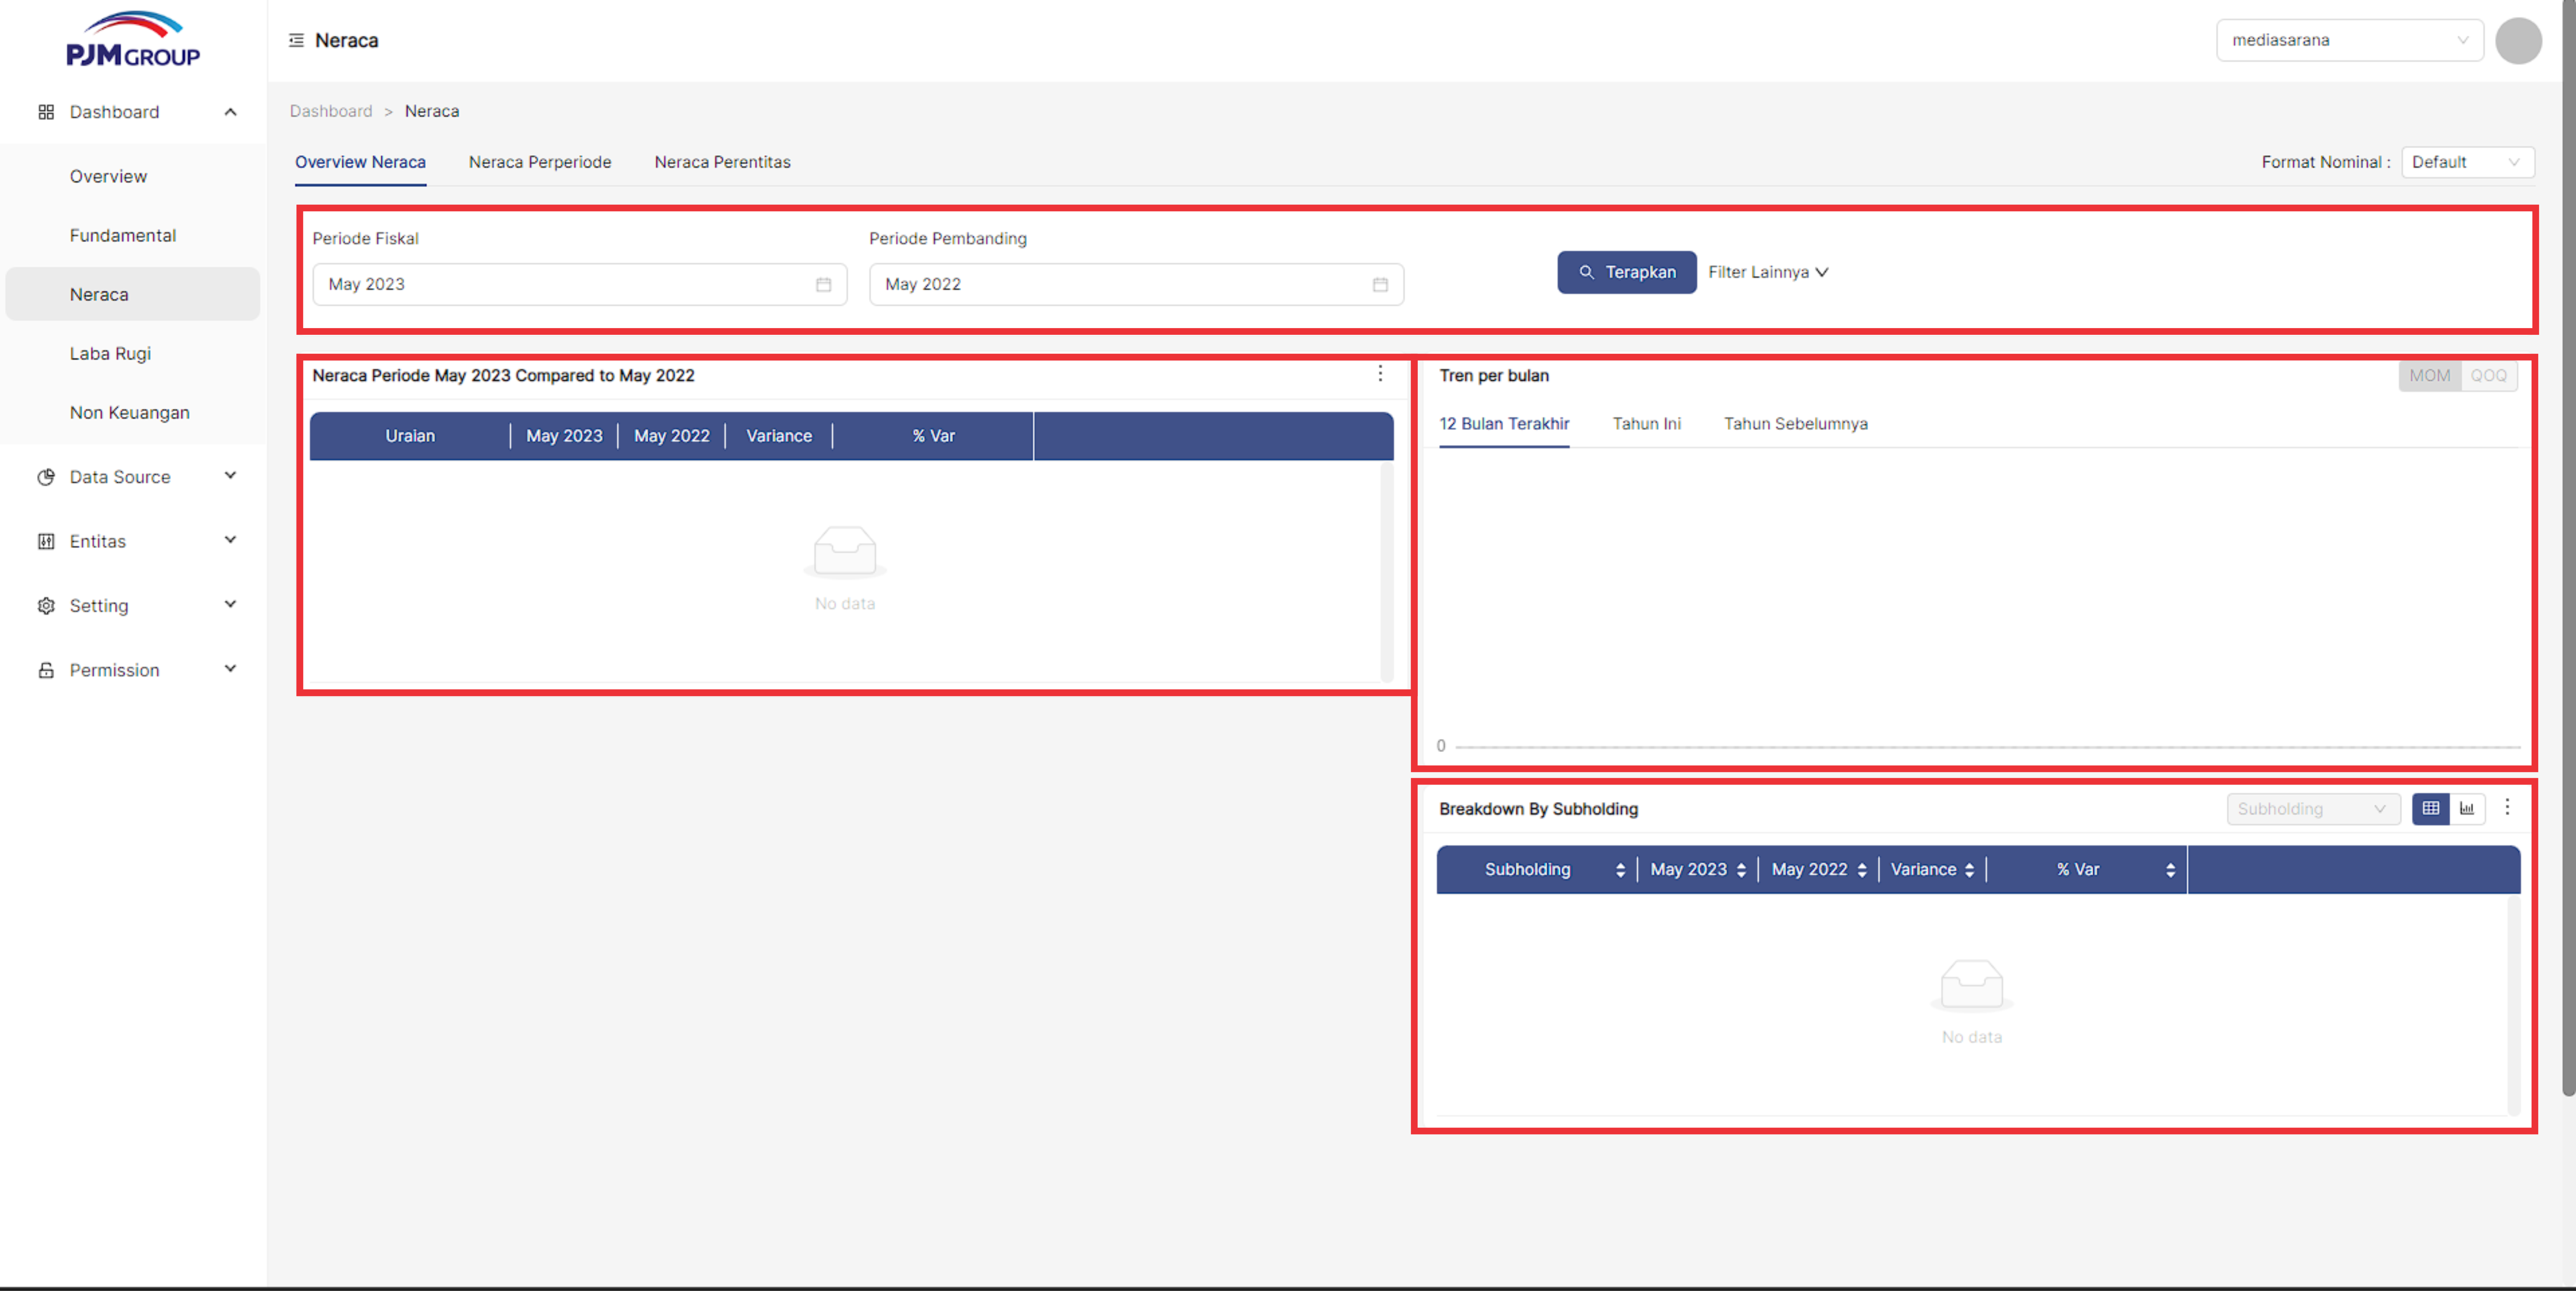 PJM GROUP
Neraca
mediasarana
Dashboard
Overview
Fundamental
Neraca
Laba Rugi
Non Keuangan
Data Source
Entitas
Setting
Permission
Dashboard > Neraca
Overview Neraca Neraca Perperiode Neraca Perentitas
Format Nominal : Default
Periode Fiskal
May 2023
Periode Pembanding
May 2022
Terapkan
Filter Lainnya
Neraca Periode May 2023 Compared to May 2022
Uraian May 2023 May 2022 Variance % Var
No data
Tren per bulan
MOM QOQ
12 Bulan Terakhir Tahun Ini Tahun Sebelumnya
0
Breakdown By Subholding
Subholding
Subholding May 2023 May 2022 Variance % Var
No data